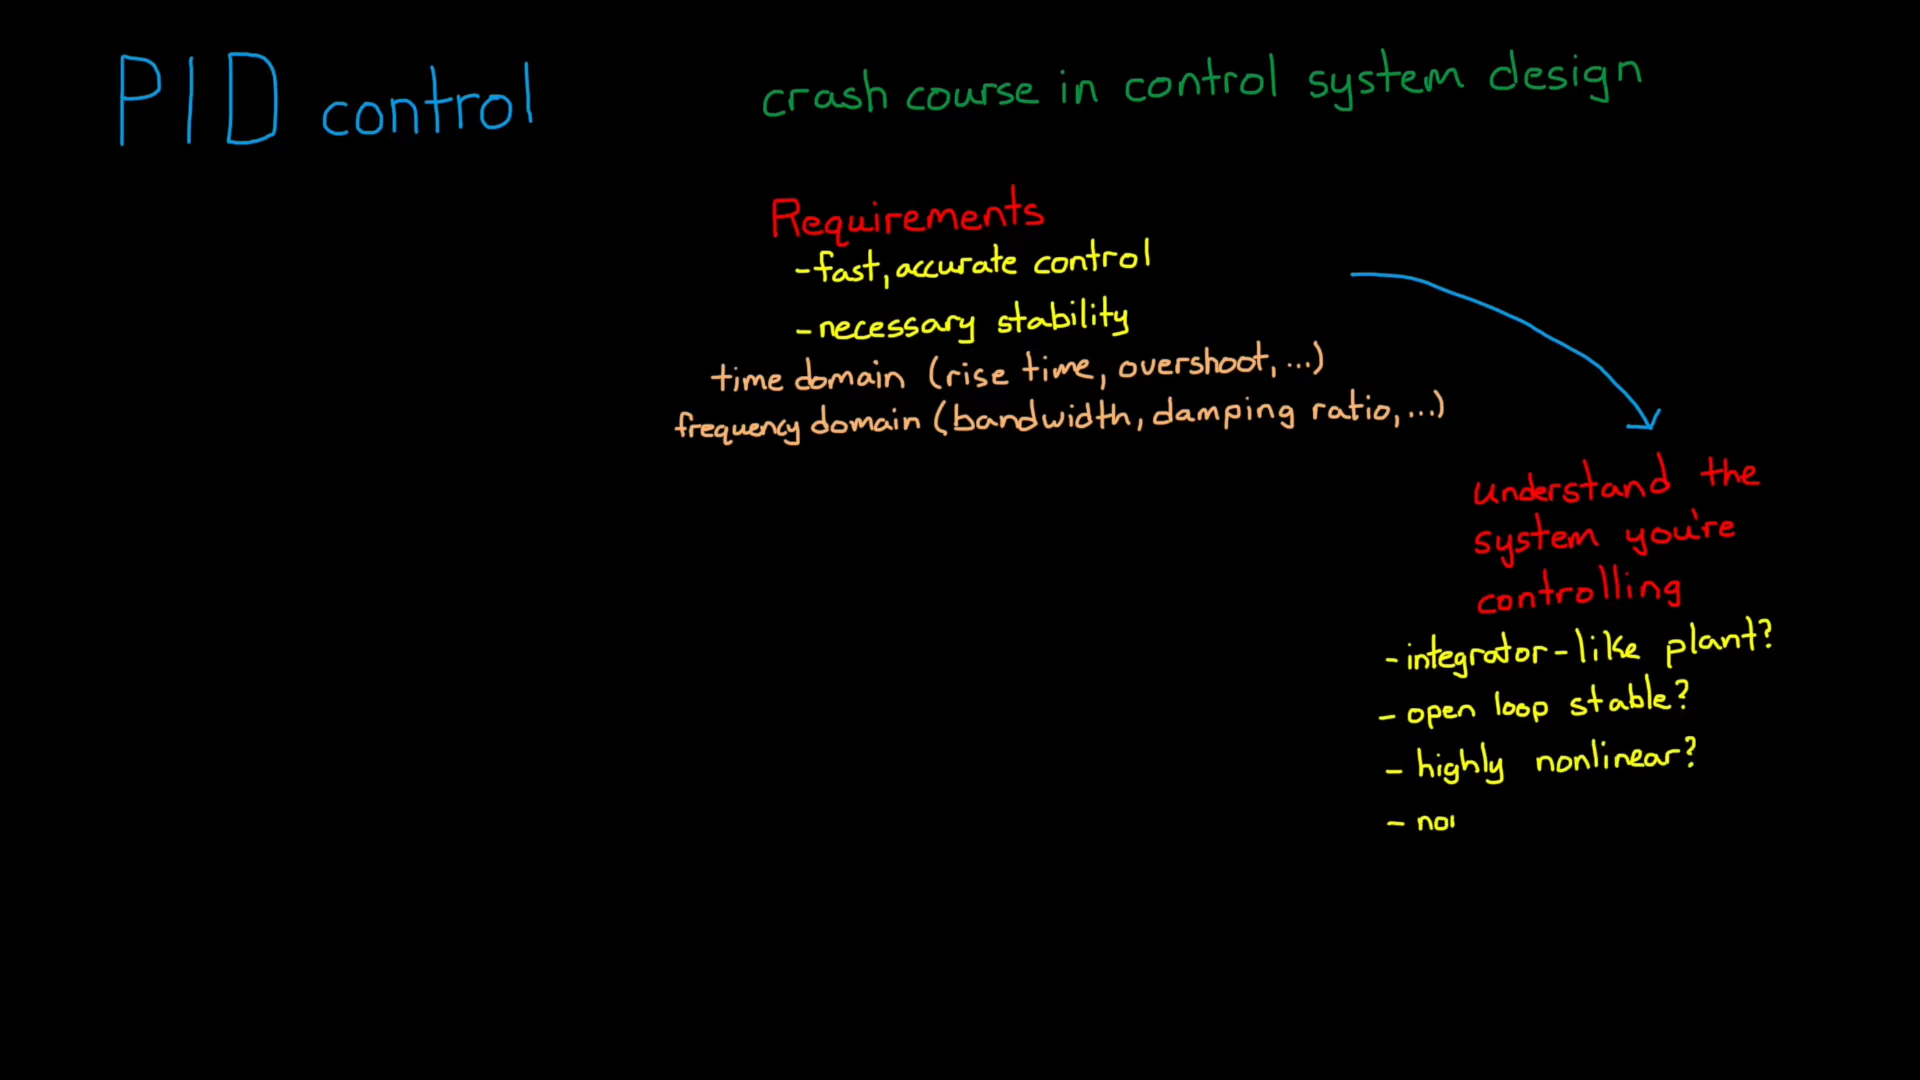 PID control
crash course in control system design
Requirements
-fast, accurate control
-necessary stability
time domain (rise time, overshoot, ...)
frequency domain (bandwidth, damping ratio, ...)
understand the
system you're
controlling
-integrator-like plant?
- open loop stable?
- highly nonlinear?
-